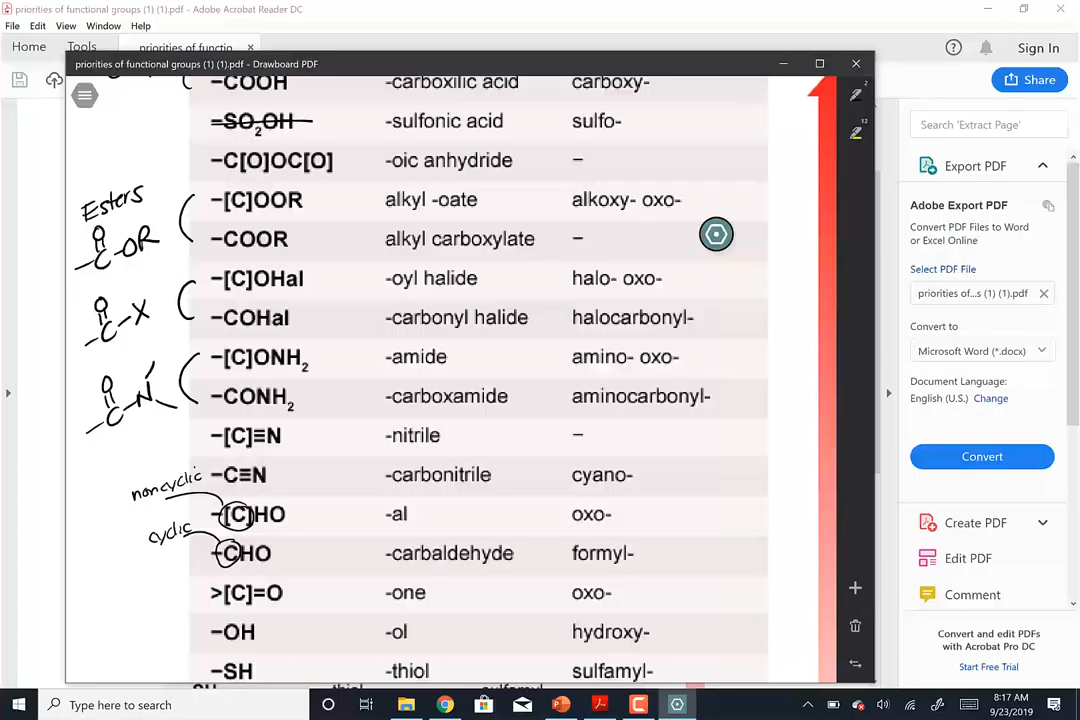 priorities of functional groups (1) (1).pdf - Adobe Acrobat Reader DC
File Edit View Window Help
Home Tools priorities of functio... × Sign In
priorities of functional groups (1) (1).pdf - Drawboard PDF
Share
−COOH -carboxilic acid carboxy-
−SO₂OH -sulfonic acid sulfo-
−C[O]OC[O] -oic anhydride −
Esters
O
C-OR
−[C]OOR alkyl -oate alkoxy- oxo-
−COOR alkyl carboxylate −
O
C-X
−[C]OHal -oyl halide halo- oxo-
−COHal -carbonyl halide halocarbonyl-
O
C-N
−[C]ONH₂ -amide amino- oxo-
−CONH₂ -carboxamide aminocarbonyl-
−[C]≡N -nitrile −
−C≡N -carbonitrile cyano-
noncyclic
−[C]HO -al oxo-
cyclic
−CHO -carbaldehyde formyl-
>[C]=O -one oxo-
−OH -ol hydroxy-
−SH -thiol sulfamyl-
2
12
Search 'Extract Page'
Export PDF
Adobe Export PDF
Convert PDF Files to Word
or Excel Online
Select PDF File
priorities of...s (1) (1).pdf ×
Convert to
Microsoft Word (*.docx)
Document Language:
English (U.S.) Change
Convert
Create PDF
Edit PDF
Comment
Convert and edit PDFs
with Acrobat Pro DC
Start Free Trial
Type here to search
8:17 AM
9/23/2019